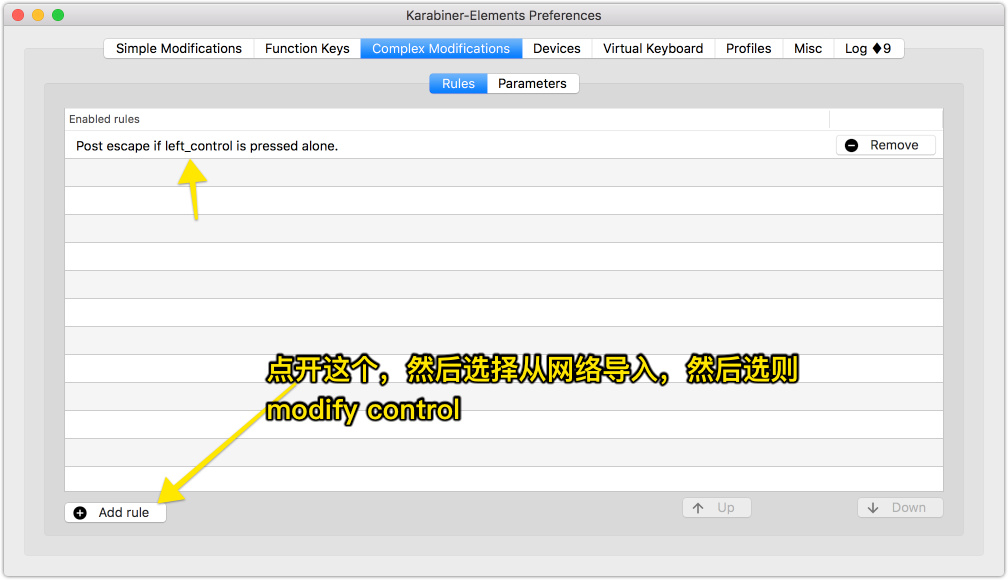 Karabiner-Elements Preferences
Simple Modifications Function Keys Complex Modifications Devices Virtual Keyboard Profiles Misc Log ♦9
Rules Parameters
Enabled rules
Post escape if left_control is pressed alone. Remove
点开这个，然后选择从网络导入，然后选则
modify control
Add rule Up Down